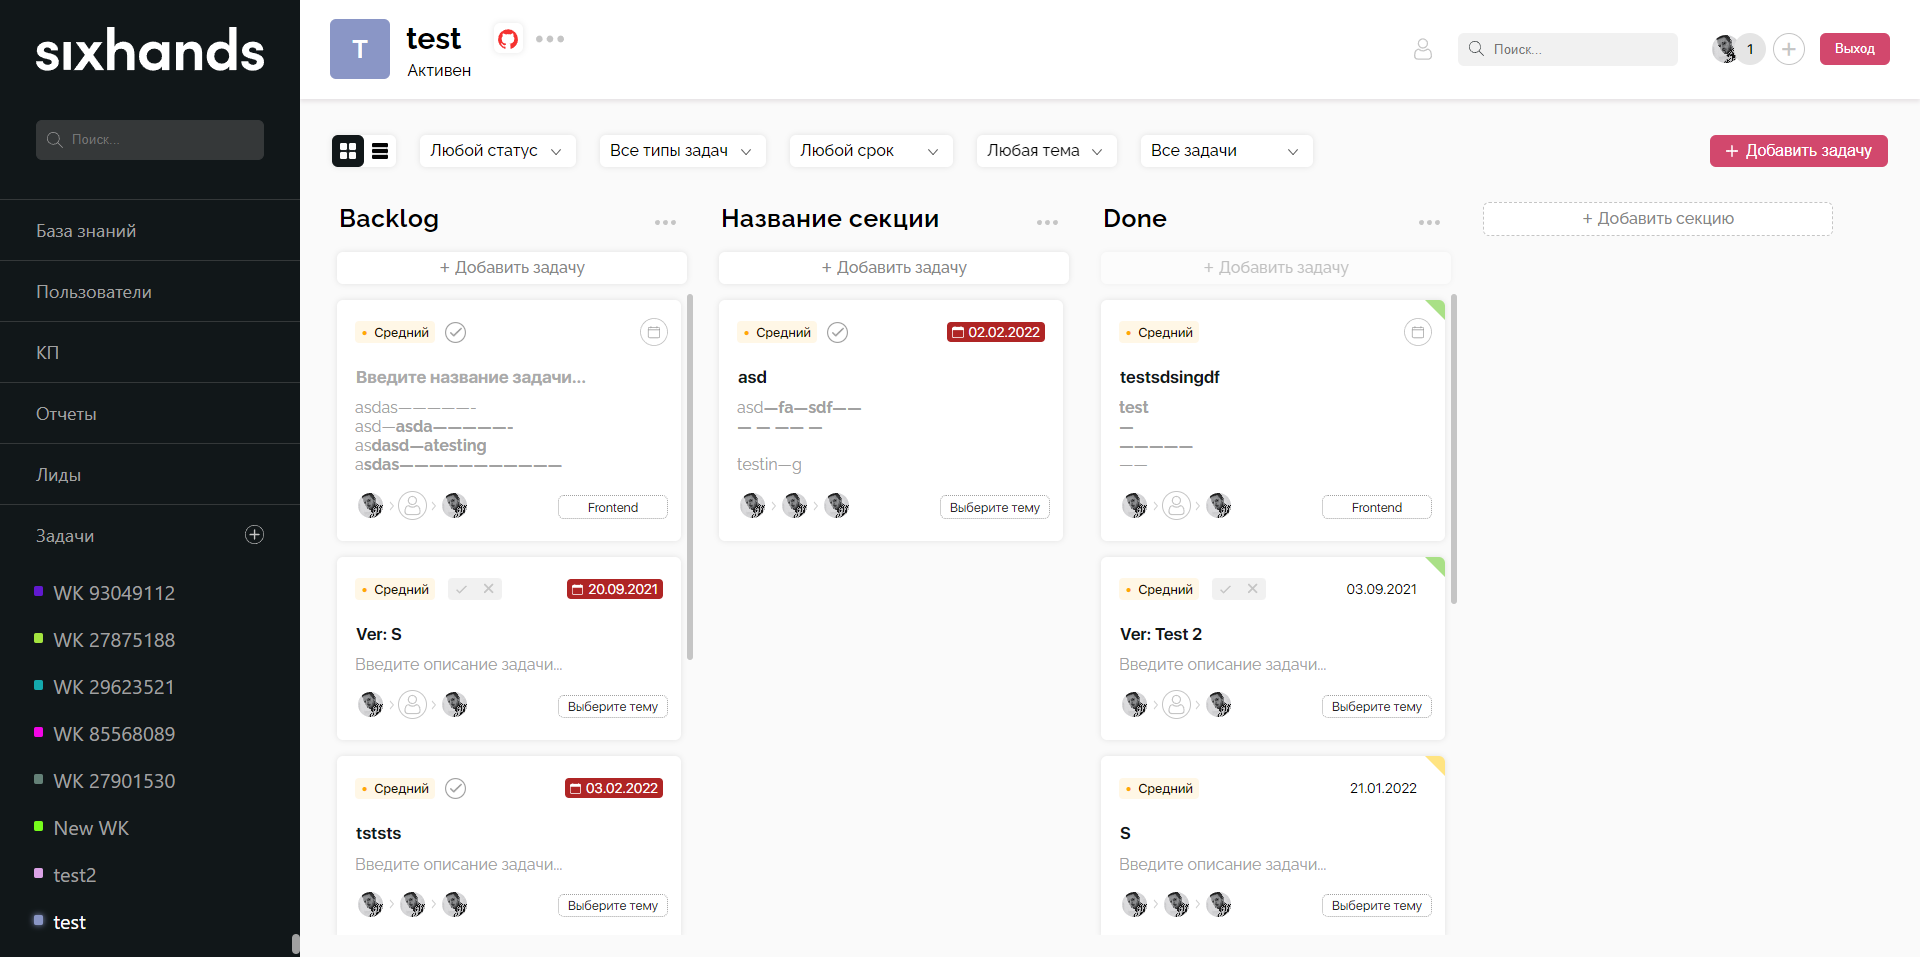 sixhands
Поиск...
База знаний
Пользователи
КП
Отчеты
Лиды
Задачи
WK 93049112
WK 27875188
WK 29623521
WK 85568089
WK 27901530
New WK
test2
test
T
test
Активен
Поиск...
1
Выход
Любой статус
Все типы задач
Любой срок
Любая тема
Все задачи
+ Добавить задачу
Backlog
+ Добавить задачу
Средний
Введите название задачи...
asdas—————-
asd—asda—————-
asdasd—atesting
asdas———————————
Frontend
Средний
20.09.2021
Ver: S
Введите описание задачи...
Выберите тему
Средний
03.02.2022
tststs
Введите описание задачи...
Выберите тему
Название секции
+ Добавить задачу
Средний
02.02.2022
asd
asd—fa—sdf——
— — —— —
testin—g
Выберите тему
Done
+ Добавить задачу
Средний
testsdsingdf
test
—
—————
——
Frontend
Средний
03.09.2021
Ver: Test 2
Введите описание задачи...
Выберите тему
Средний
21.01.2022
S
Введите описание задачи...
Выберите тему
+ Добавить секцию